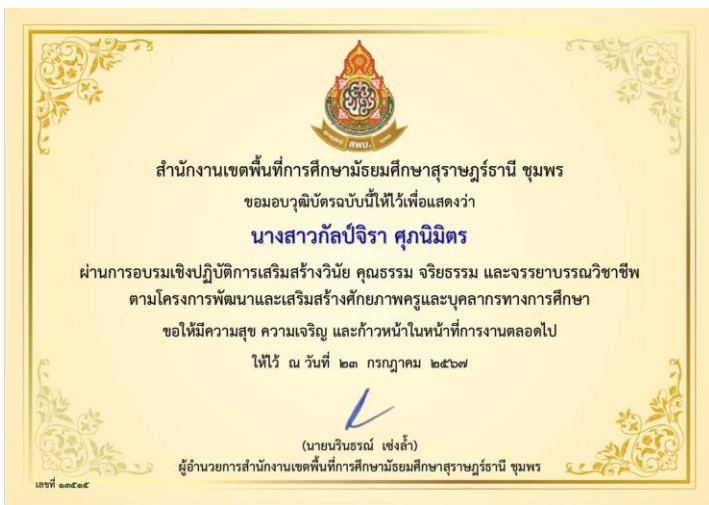 สพม.
สำนักงานเขตพื้นที่การศึกษามัธยมศึกษาสุราษฎร์ธานี ชุมพร
ขอมอบวุฒิบัตรฉบับนี้ให้ไว้เพื่อแสดงว่า
นางสาวกัลป์จิรา ศุภนิมิตร
ผ่านการอบรมเชิงปฏิบัติการเสริมสร้างวินัย คุณธรรม จริยธรรม และจรรยาบรรณวิชาชีพ
ตามโครงการพัฒนาและเสริมสร้างศักยภาพครูและบุคลากรทางการศึกษา
ขอให้มีความสุข ความเจริญ และก้าวหน้าในหน้าที่การงานตลอดไป
ให้ไว้ ณ วันที่ ๒๓ กรกฎาคม ๒๕๖๗
(นายนรินธรณ์ เซ่งล้ำ)
ผู้อำนวยการสำนักงานเขตพื้นที่การศึกษามัธยมศึกษาสุราษฎร์ธานี ชุมพร
เลขที่ ๑๓๕๑๕